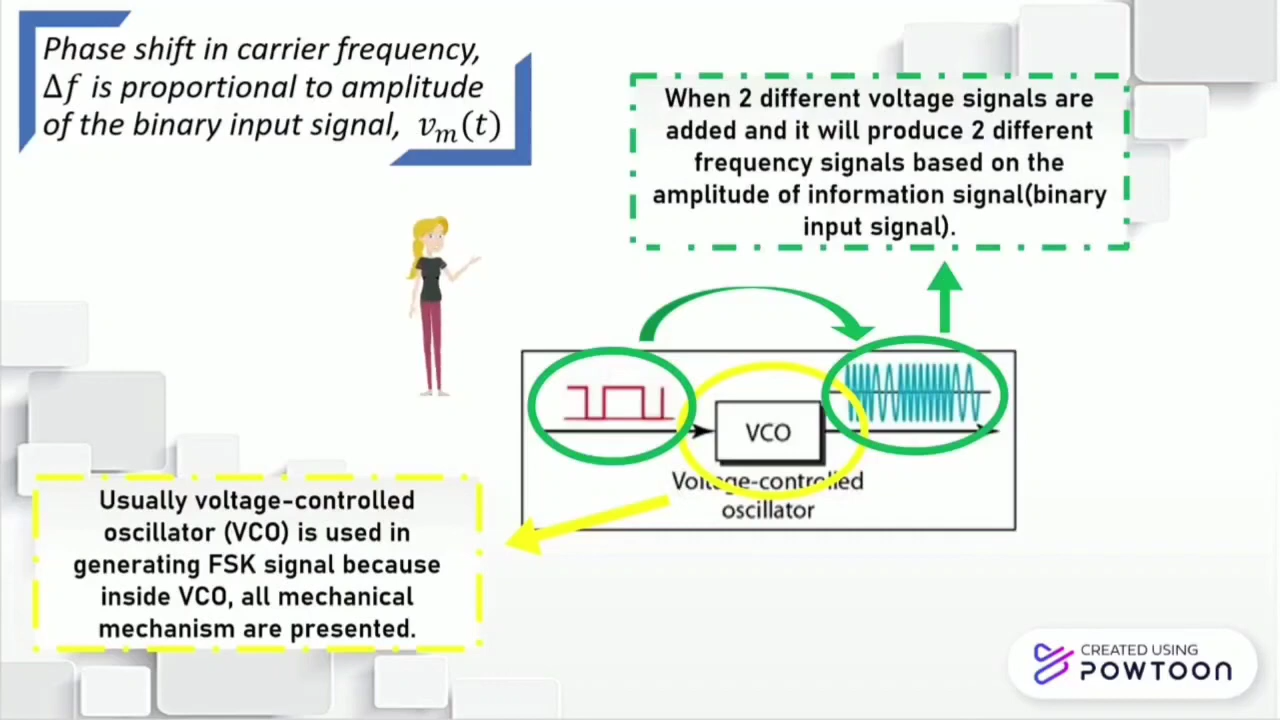 Phase shift in carrier frequency,
Δf is proportional to amplitude
of the binary input signal, vₘ(t)
When 2 different voltage signals are
added and it will produce 2 different
frequency signals based on the
amplitude of information signal(binary
input signal).
VCO
Voltage-controlled
oscillator
Usually voltage-controlled
oscillator (VCO) is used in
generating FSK signal because
inside VCO, all mechanical
mechanism are presented.
CREATED USING
POWTOON